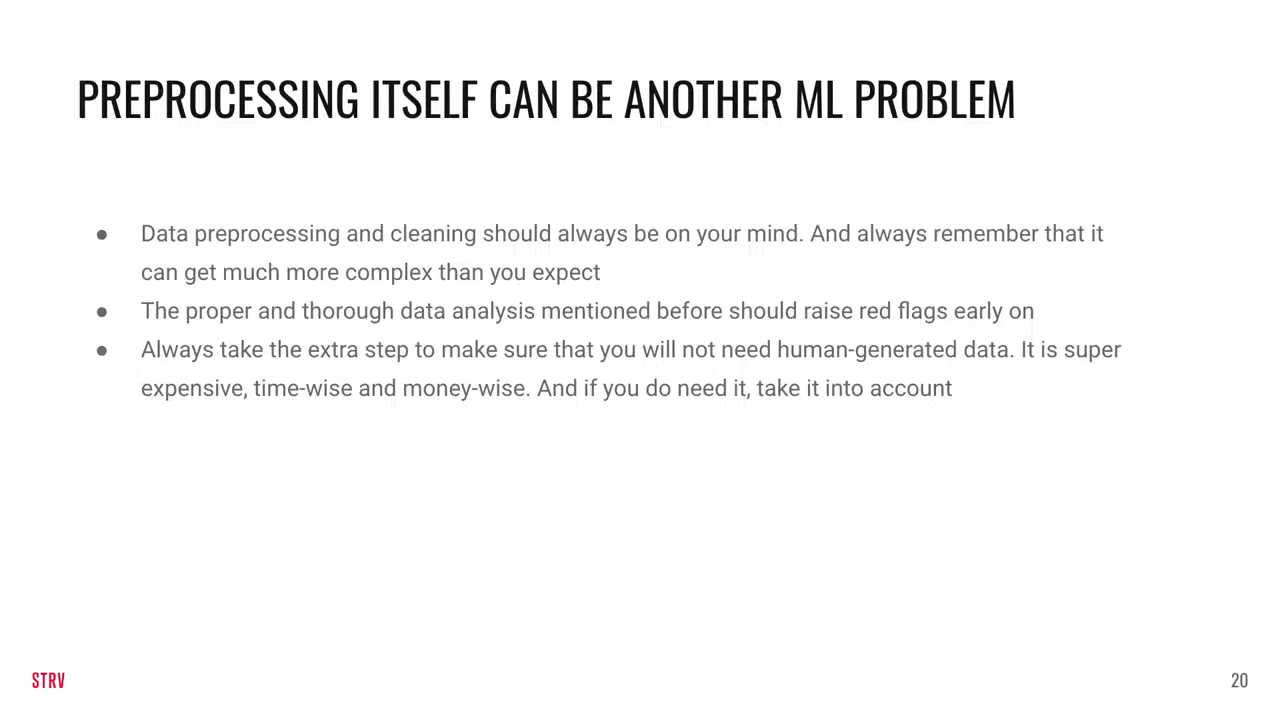 PREPROCESSING ITSELF CAN BE ANOTHER ML PROBLEM
● Data preprocessing and cleaning should always be on your mind. And always remember that it
can get much more complex than you expect
● The proper and thorough data analysis mentioned before should raise red flags early on
● Always take the extra step to make sure that you will not need human-generated data. It is super
expensive, time-wise and money-wise. And if you do need it, take it into account
STRV
20